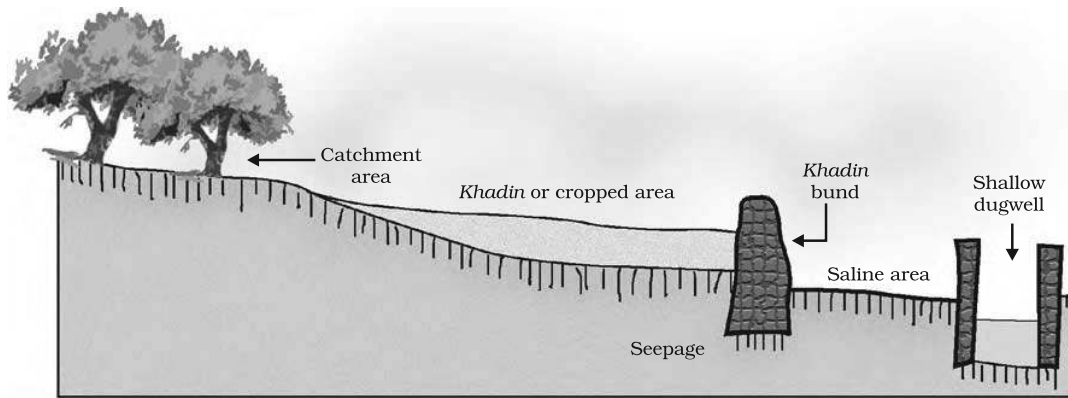 Catchment
area
Khadin or cropped area
Khadin
bund
Shallow
dugwell
Saline area
Seepage